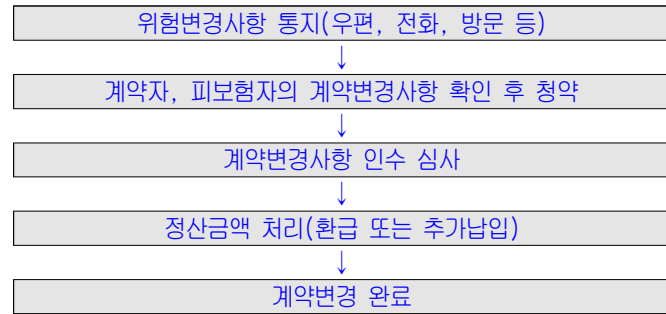 위험변경사항 통지(우편, 전화, 방문 등)
↓
계약자, 피보험자의 계약변경사항 확인 후 청약
↓
계약변경사항 인수 심사
↓
정산금액 처리(환급 또는 추가납입)
↓
계약변경 완료